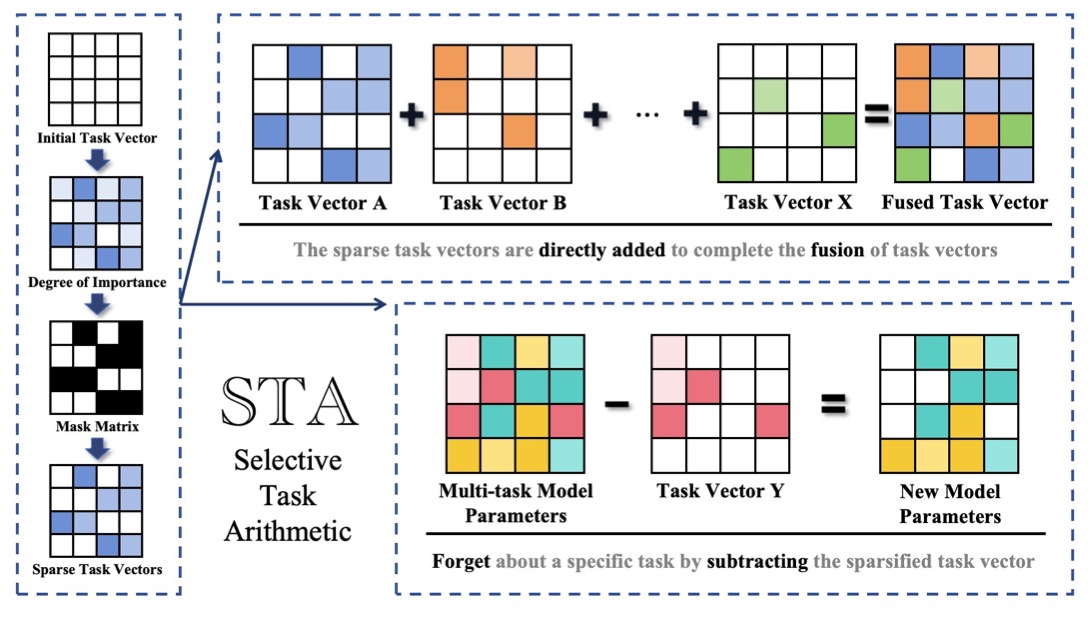 Initial Task Vector
Degree of Importance
Mask Matrix
Sparse Task Vectors
+
+
...
+
=
Task Vector A
Task Vector B
Task Vector X
Fused Task Vector
The sparse task vectors are directly added to complete the fusion of task vectors
STA
Selective
Task
Arithmetic
−
=
Multi-task Model
Parameters
Task Vector Y
New Model
Parameters
Forget about a specific task by subtracting the sparsified task vector